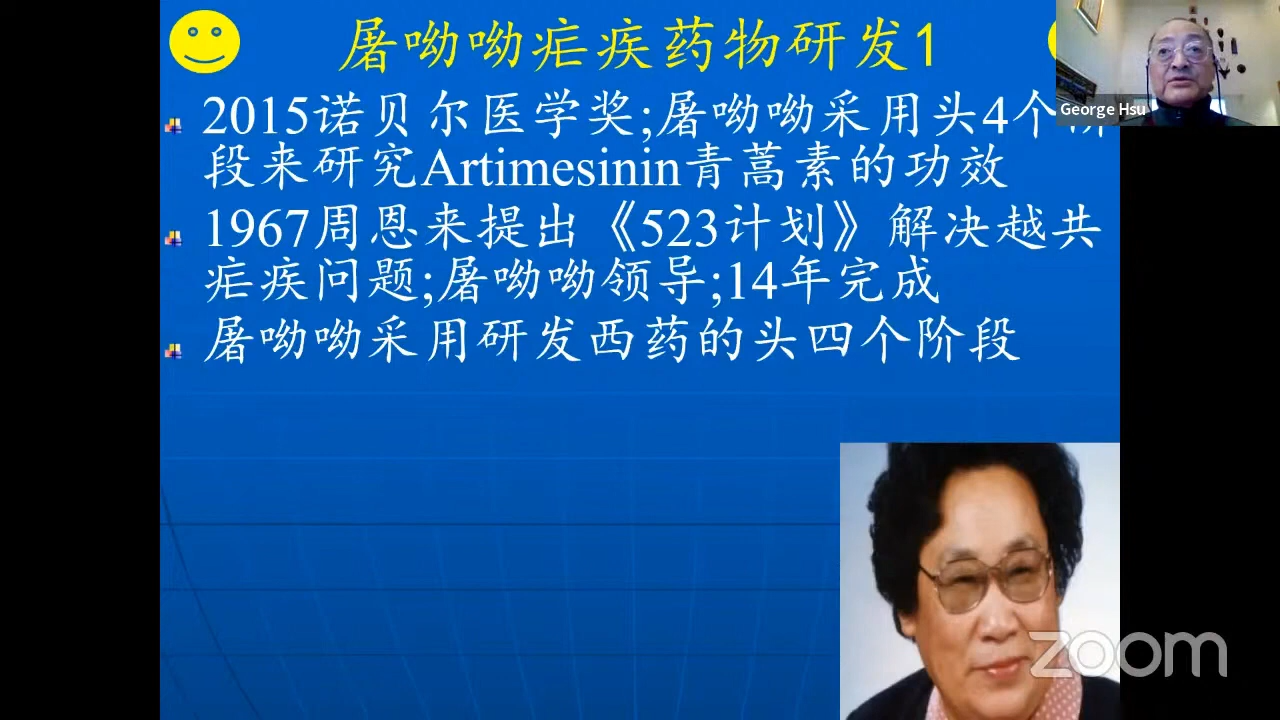 屠呦呦疟疾药物研发1
2015诺贝尔医学奖;屠呦呦采用头4个阶
段来研究Artimesinin青蒿素的功效
1967周恩来提出《523计划》解决越共
疟疾问题;屠呦呦领导;14年完成
屠呦呦采用研发西药的头四个阶段
George Hsu
zoom